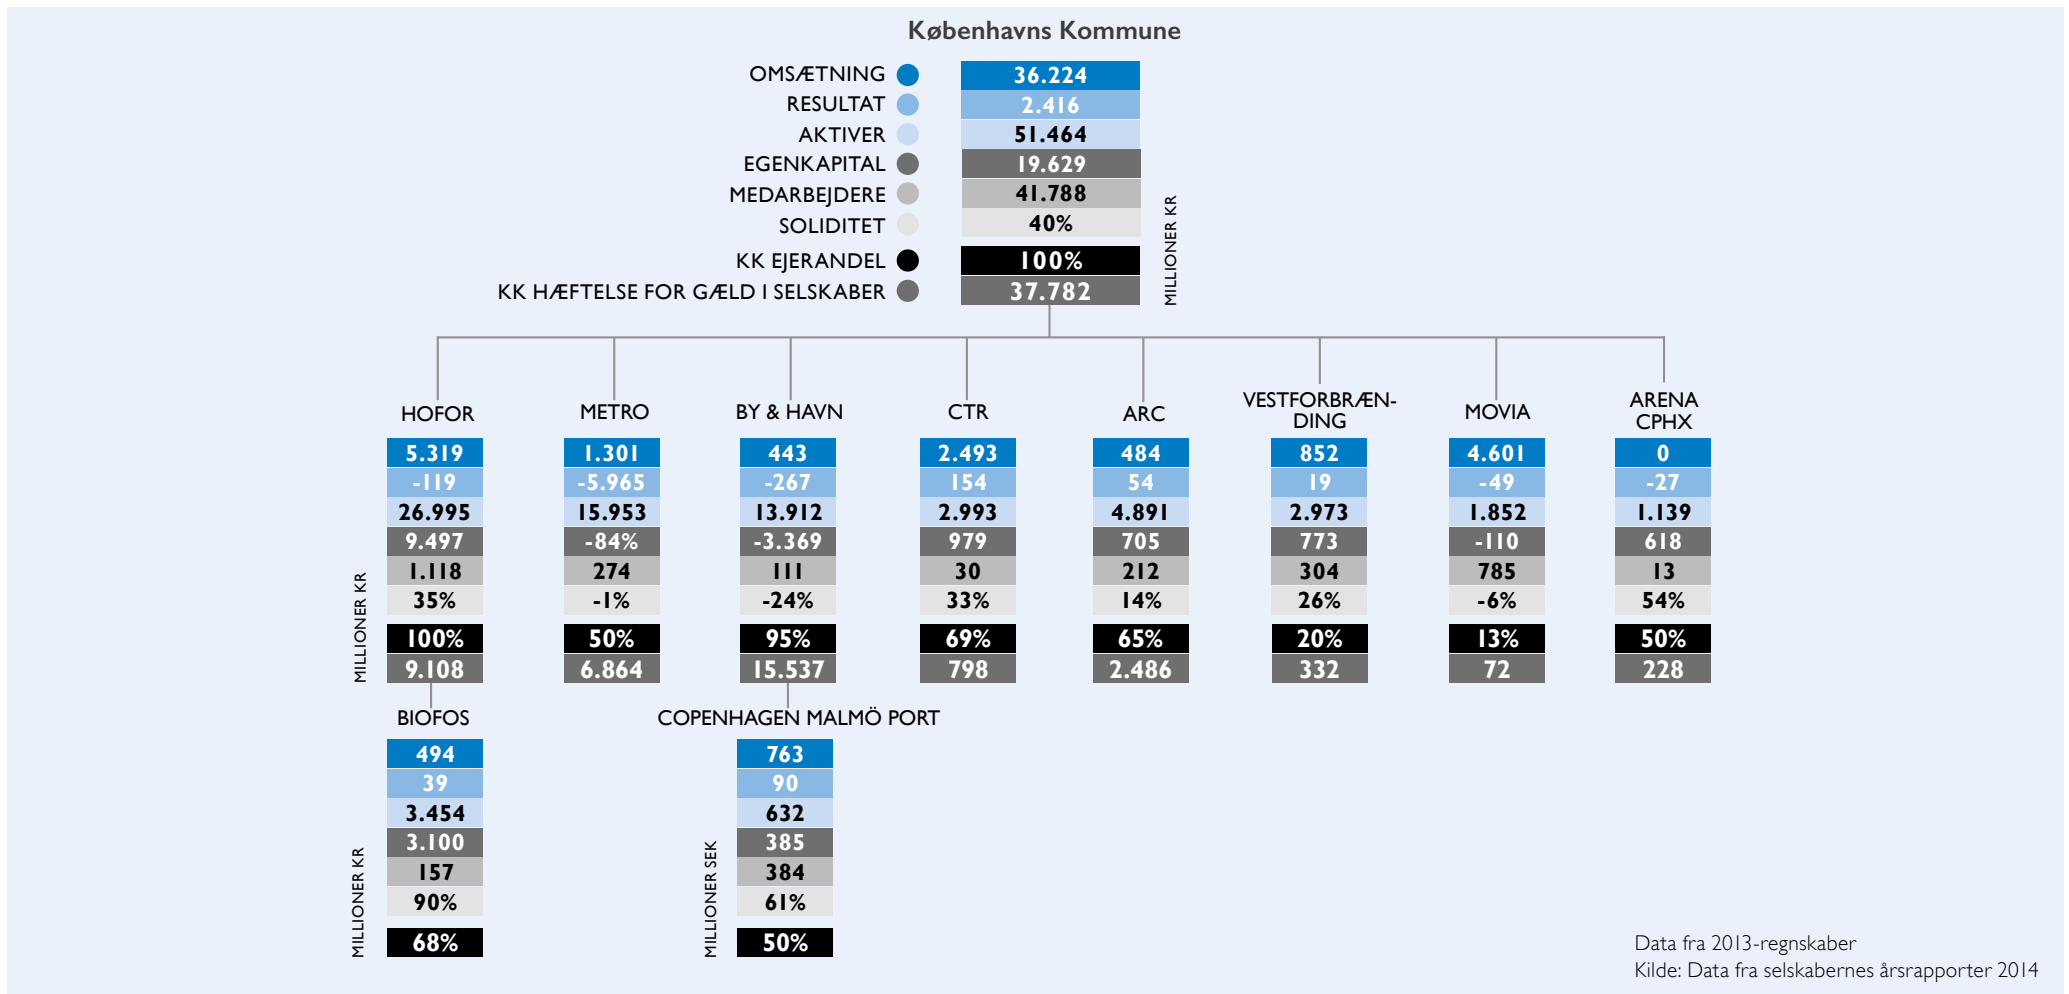 Københavns Kommune
OMSÆTNING 36.224
RESULTAT 2.416
AKTIVER 51.464
EGENKAPITAL 19.629
MEDARBEJDERE 41.788
SOLIDITET 40%
KK EJERANDEL 100%
KK HÆFTELSE FOR GÆLD I SELSKABER 37.782
MILLIONER KR
HOFOR
5.319
-119
26.995
9.497
1.118
35%
100%
9.108
MILLIONER KR
METRO
1.301
-5.965
15.953
-84%
274
-1%
50%
6.864
BY & HAVN
443
-267
13.912
-3.369
111
-24%
95%
15.537
CTR
2.493
154
2.993
979
30
33%
69%
798
ARC
484
54
4.891
705
212
14%
65%
2.486
VESTFORBRÆN-
DING
852
19
2.973
773
304
26%
20%
332
MOVIA
4.601
-49
1.852
-110
785
-6%
13%
72
ARENA
CPHX
0
-27
1.139
618
13
54%
50%
228
BIOFOS
494
39
3.454
3.100
157
90%
68%
MILLIONER KR
COPENHAGEN MALMÖ PORT
763
90
632
385
384
61%
50%
MILLIONER SEK
Data fra 2013-regnskaber
Kilde: Data fra selskabernes årsrapporter 2014